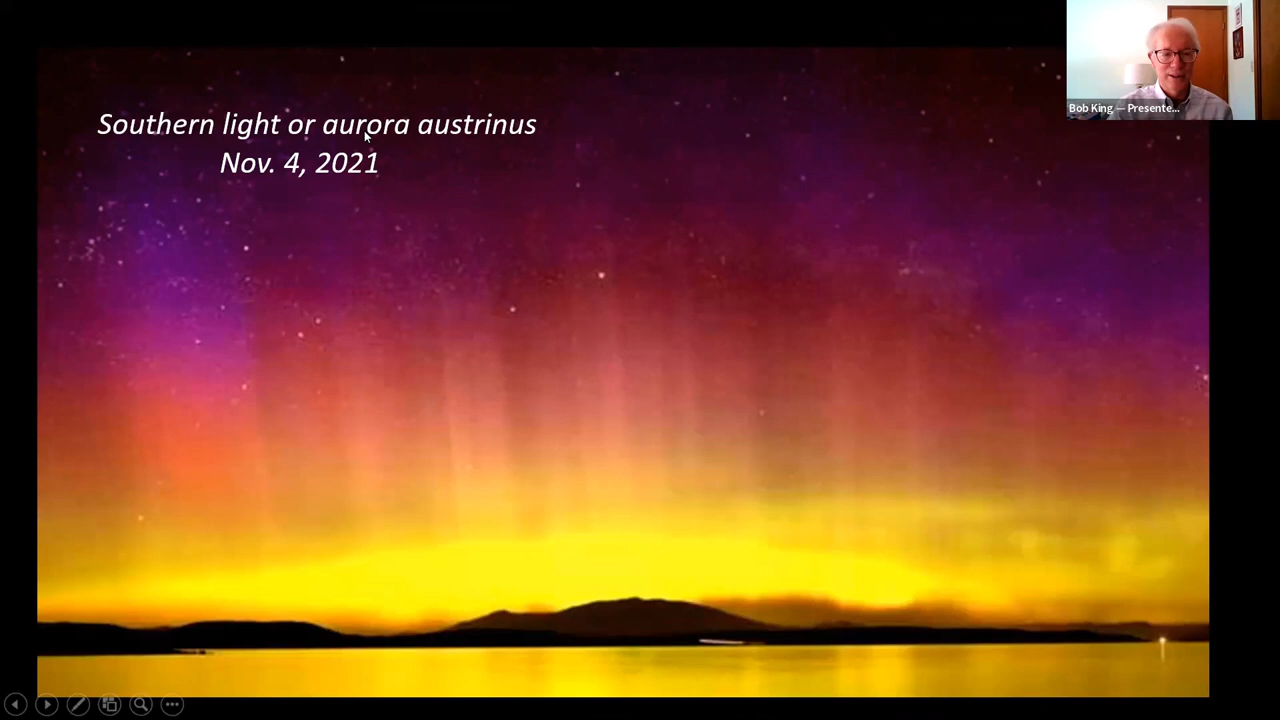 Southern light or aurora austrinus
Nov. 4, 2021
Bob King — Presente...